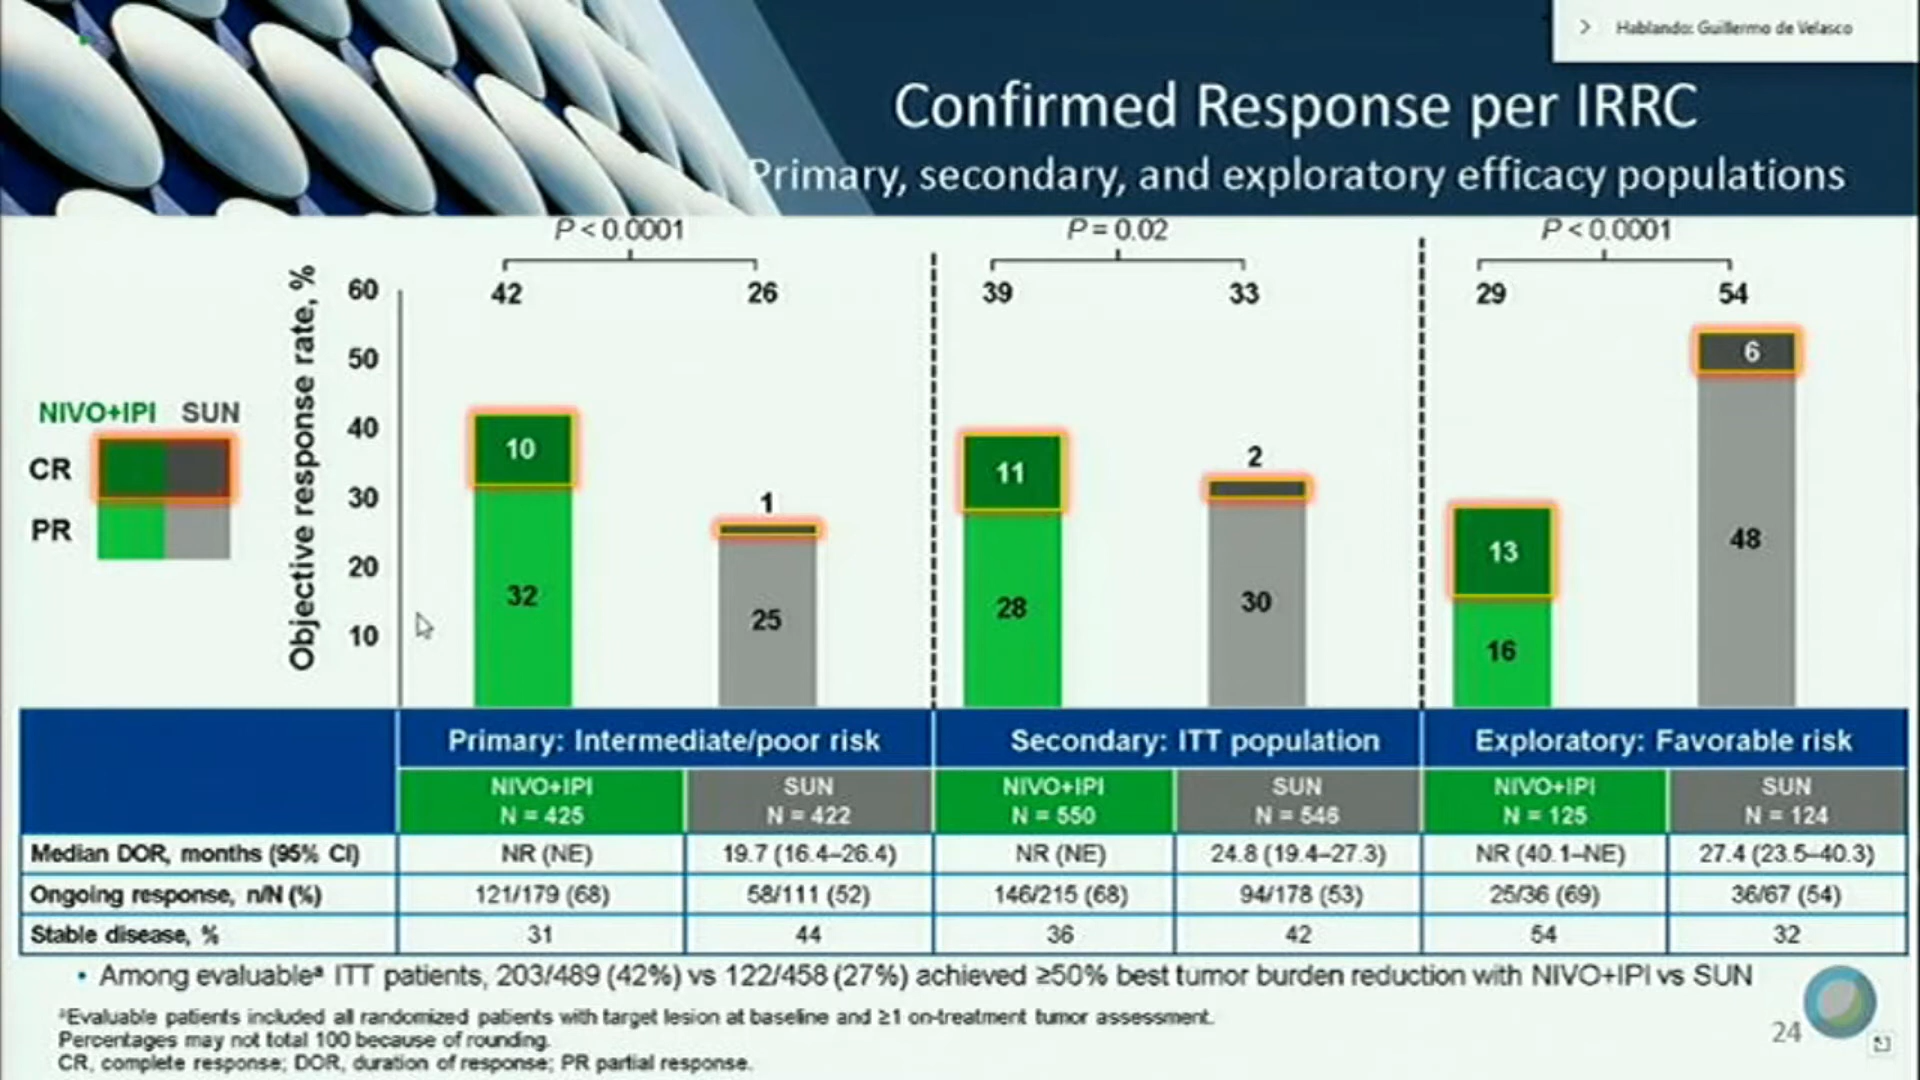 Hablando: Guillermo de Velasco
Confirmed Response per IRRC
Primary, secondary, and exploratory efficacy populations
P < 0.0001
P = 0.02
P < 0.0001
42 26 39 33 29 54
Objective response rate, %
60
50
40
30
20
10
NIVO+IPI SUN
CR
PR
10
32
1
25
11
28
2
30
13
16
6
48
Primary: Intermediate/poor risk Secondary: ITT population Exploratory: Favorable risk
NIVO+IPI SUN NIVO+IPI SUN NIVO+IPI SUN
N = 425 N = 422 N = 550 N = 546 N = 125 N = 124
Median DOR, months (95% CI) NR (NE) 19.7 (16.4–26.4) NR (NE) 24.8 (19.4–27.3) NR (40.1–NE) 27.4 (23.5–40.3)
Ongoing response, n/N (%) 121/179 (68) 58/111 (52) 146/215 (68) 94/178 (53) 25/36 (69) 36/67 (54)
Stable disease, % 31 44 36 42 54 32
• Among evaluableª ITT patients, 203/489 (42%) vs 122/458 (27%) achieved ≥50% best tumor burden reduction with NIVO+IPI vs SUN
ªEvaluable patients included all randomized patients with target lesion at baseline and ≥1 on-treatment tumor assessment.
Percentages may not total 100 because of rounding.
CR, complete response; DOR, duration of response; PR partial response.
24